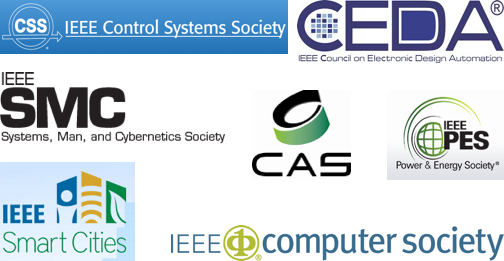 CSS IEEE Control Systems Society
CEDA®
IEEE Council on Electronic Design Automation
IEEE
SMC
Systems, Man, and Cybernetics Society
CAS
IEEE
PES
Power & Energy Society®
IEEE
Smart Cities
IEEE computer society